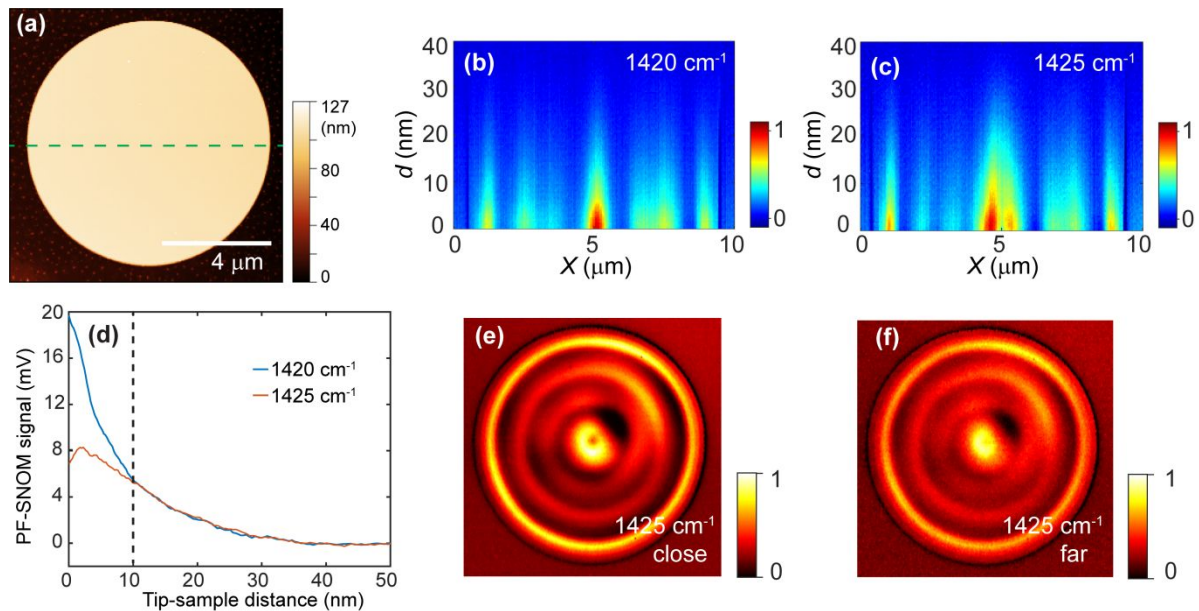 (a)
127
(nm)
80
40
0
4 μm
(b)
1420 cm⁻¹
40
30
20
10
0
d (nm)
0
5
10
X (μm)
1
0
(c)
1425 cm⁻¹
40
30
20
10
0
d (nm)
0
5
10
X (μm)
1
0
(d)
20
16
12
8
4
0
PF-SNOM signal (mV)
1420 cm⁻¹
1425 cm⁻¹
0
10
20
30
40
50
Tip-sample distance (nm)
(e)
1425 cm⁻¹
close
1
0
(f)
1425 cm⁻¹
far
1
0